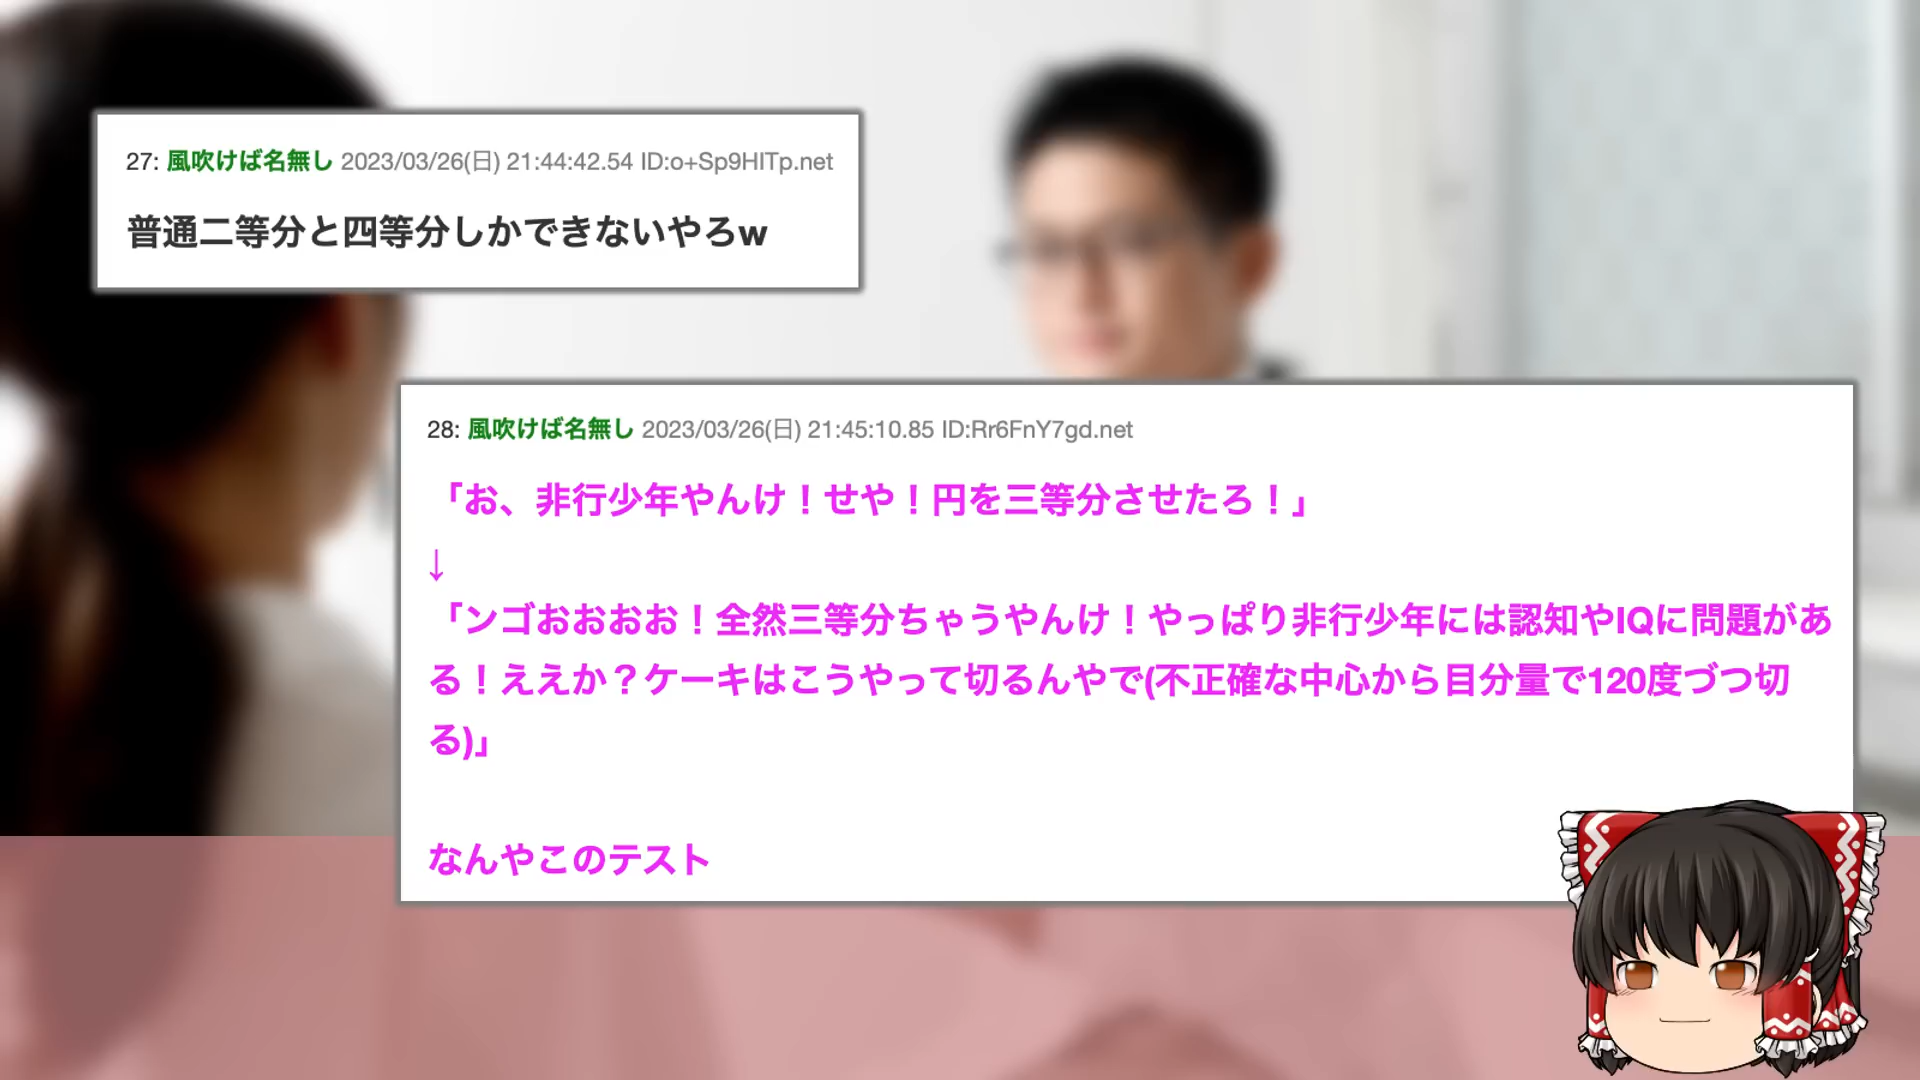 27: 風吹けば名無し 2023/03/26(日) 21:44:42.54 ID:o+Sp9HITp.net
普通二等分と四等分しかできないやろw
28: 風吹けば名無し 2023/03/26(日) 21:45:10.85 ID:Rr6FnY7gd.net
「お、非行少年やんけ！せや！円を三等分させたろ！」
↓
「ンゴおおおお！全然三等分ちゃうやんけ！やっぱり非行少年には認知やIQに問題があ
る！ええか？ケーキはこうやって切るんやで(不正確な中心から目分量で120度づつ切
る)」
なんやこのテスト